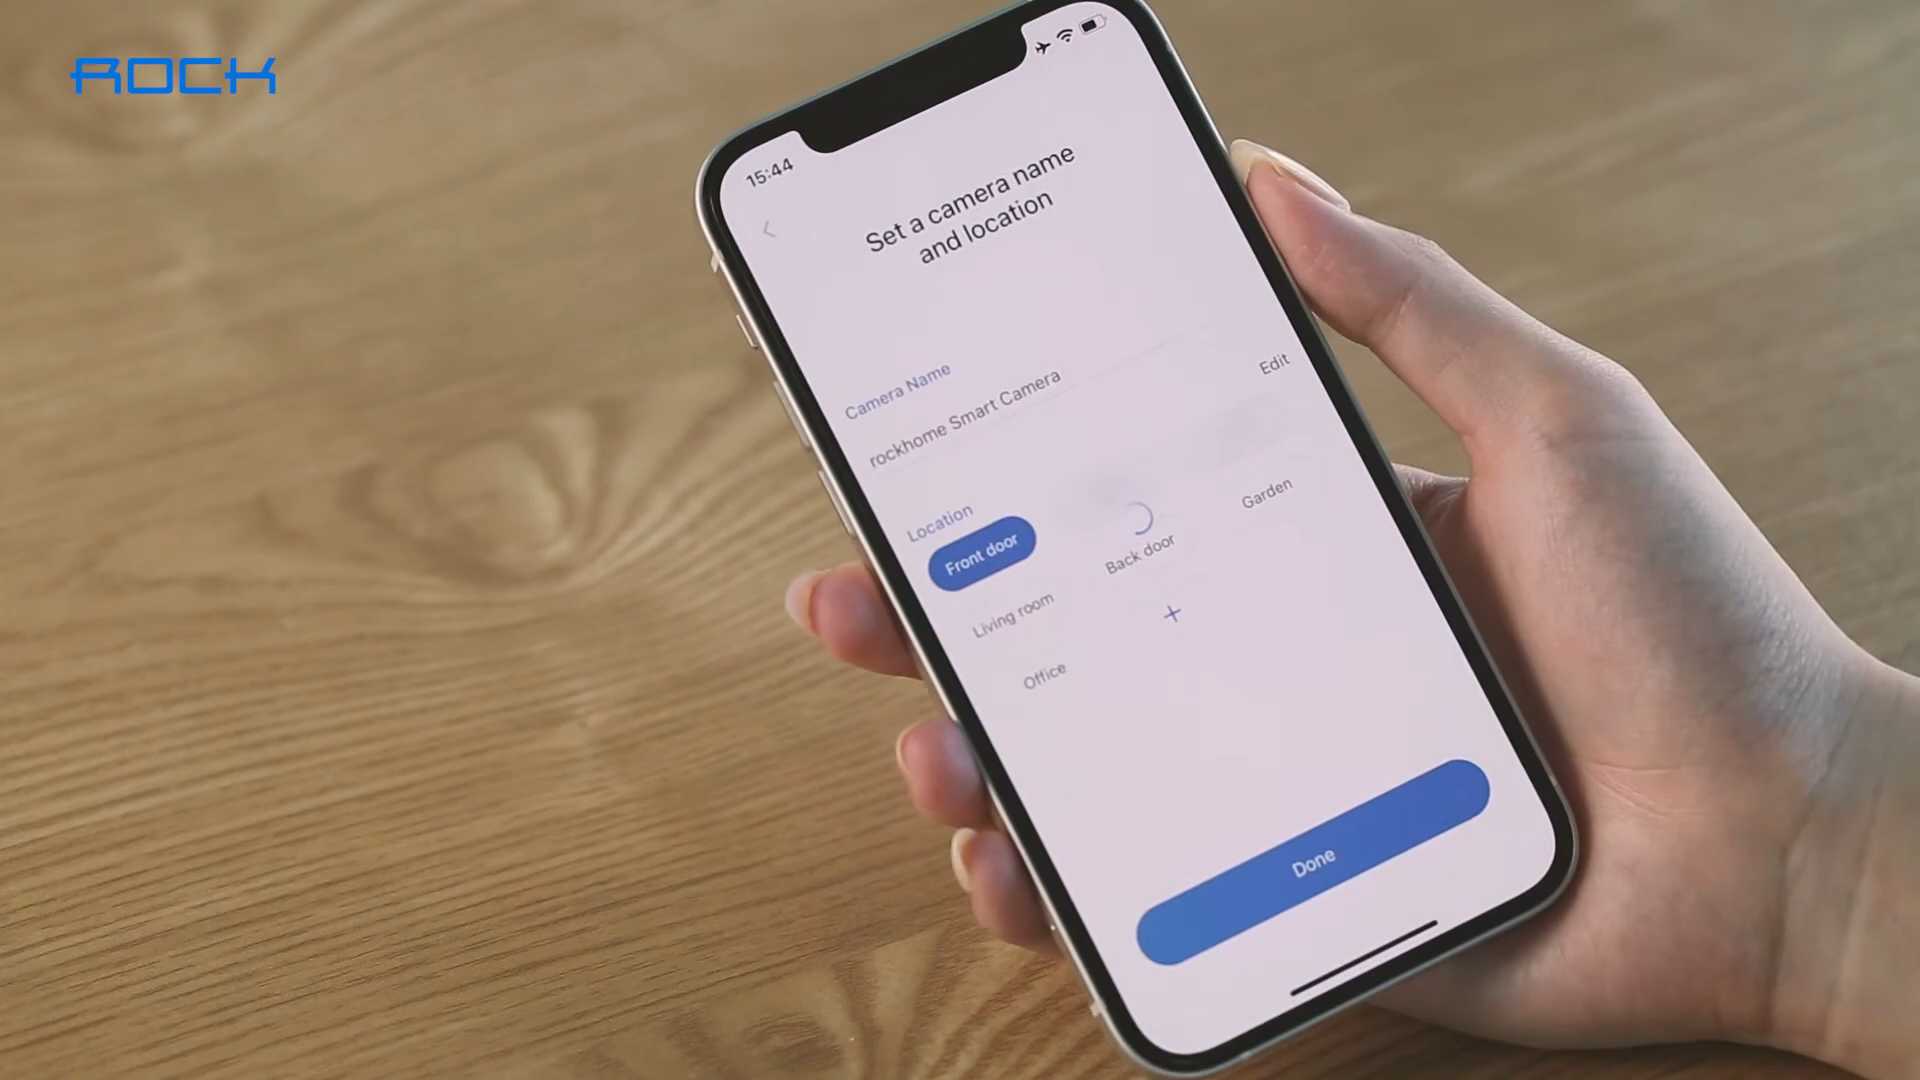 ROCK
15:44
Set a camera name
and location
Camera Name
rockhome Smart Camera
Edit
Location
Front door
Back door
Garden
Living room
+
Office
Done